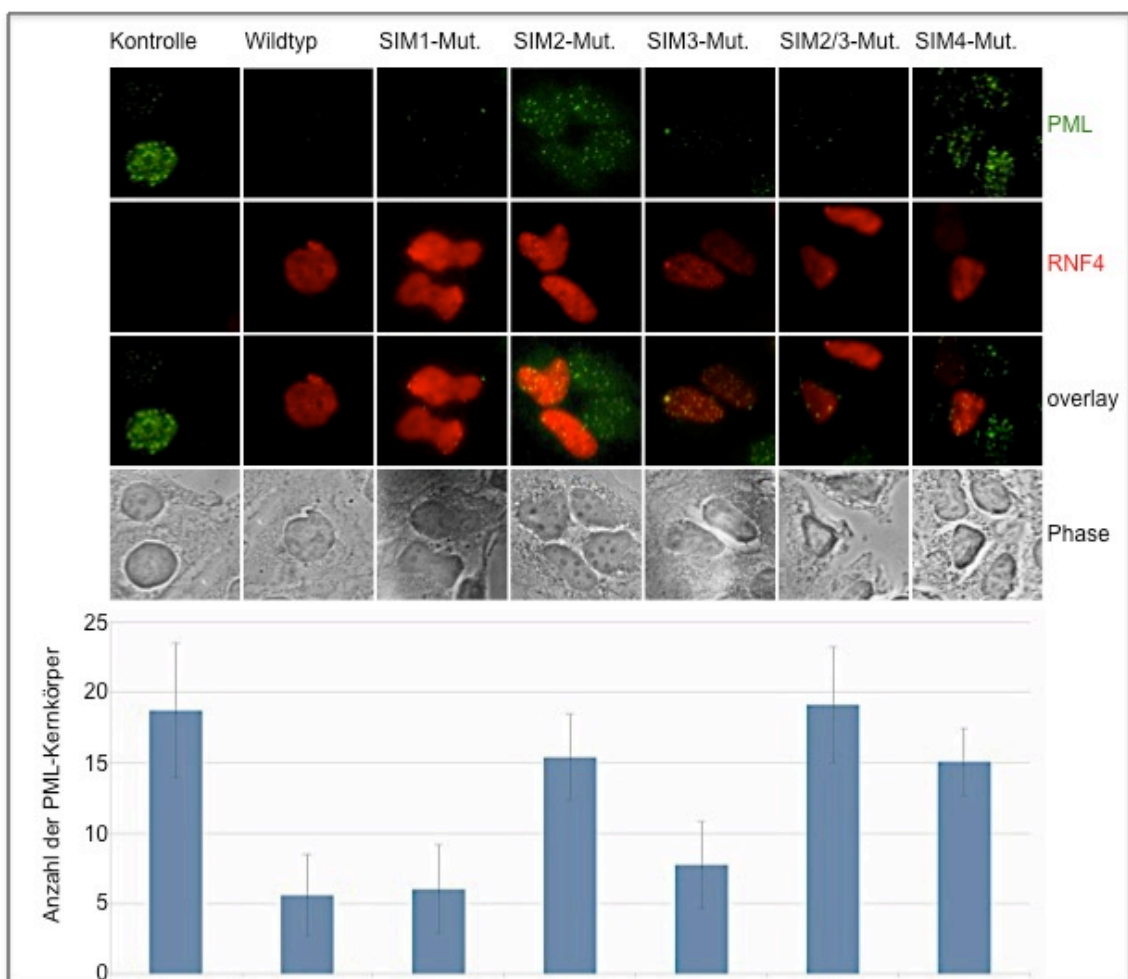 Kontrolle Wildtyp SIM1-Mut. SIM2-Mut. SIM3-Mut. SIM2/3-Mut. SIM4-Mut.
PML
RNF4
overlay
Phase
Anzahl der PML-Kernkörper
25
20
15
10
5
0